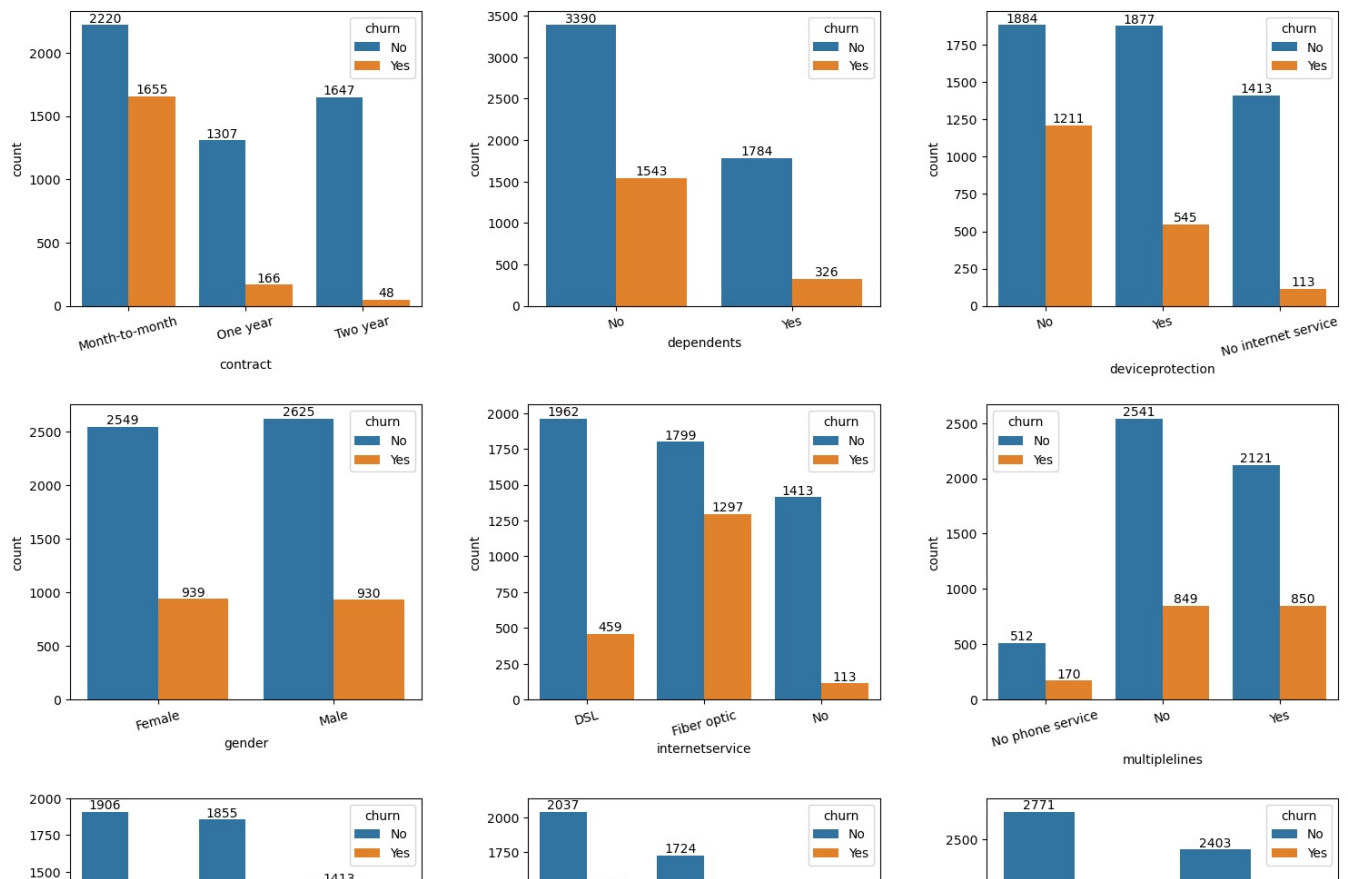 2220
churn
No
Yes
2000
1655
1647
1500
1307
count
1000
500
166
48
0
Month-to-month
One year
Two year
contract
3500
3390
churn
No
Yes
3000
2500
count
2000
1784
1543
1500
1000
500
326
0
No
Yes
dependents
1884
1877
churn
No
Yes
1750
1500
1413
1250
1211
count
1000
750
545
500
250
113
0
No
Yes
No internet service
deviceprotection
2625
2549
churn
No
Yes
2500
2000
1500
count
1000
939
930
500
0
Female
Male
gender
2000
1962
churn
No
Yes
1799
1750
1500
1413
1297
1250
count
1000
750
500
459
250
113
0
DSL
Fiber optic
No
internetservice
2541
churn
No
Yes
2500
2121
2000
1500
count
1000
849
850
512
500
170
0
No phone service
No
Yes
multiplelines
2000
1906
1855
churn
No
Yes
1750
1500
1413
2037
churn
No
Yes
2000
1750
1724
2771
churn
No
Yes
2500
2403